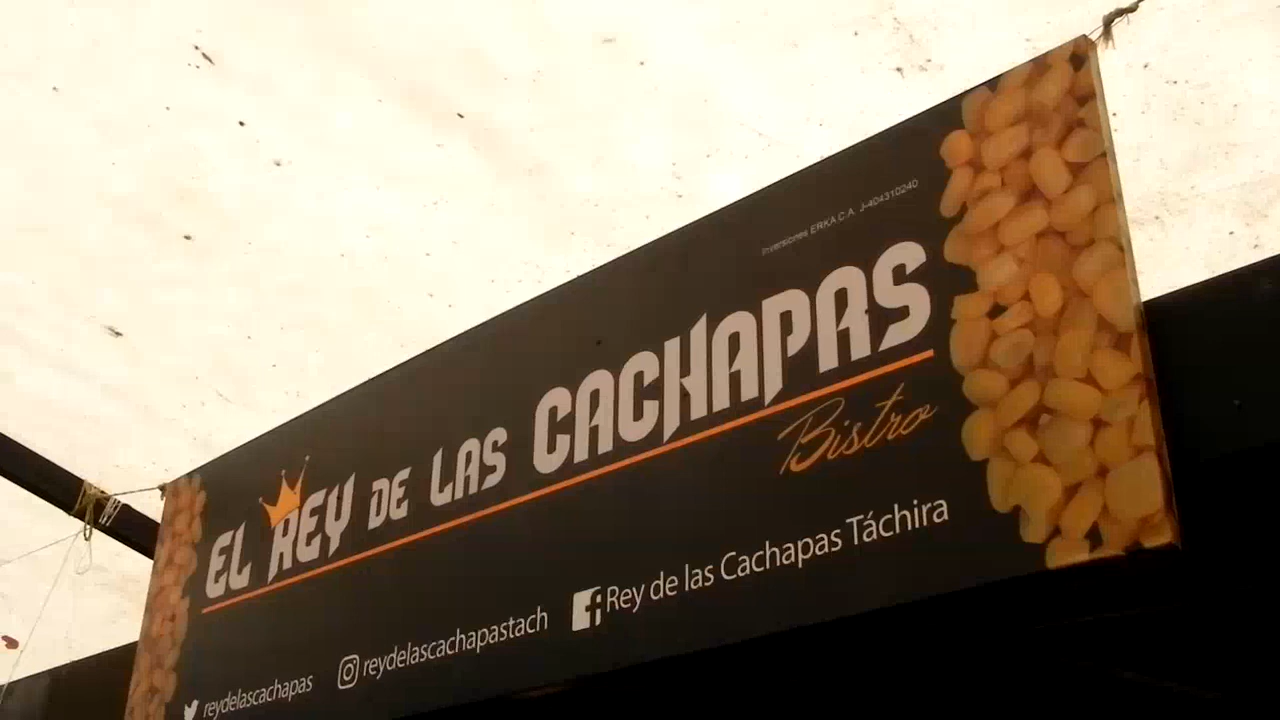 Inversiones ERKA C.A. J-404310240
EL REY DE LAS CACHAPAS
Bistro
reydelascachapas
reydelascachapastach
Rey de las Cachapas Táchira